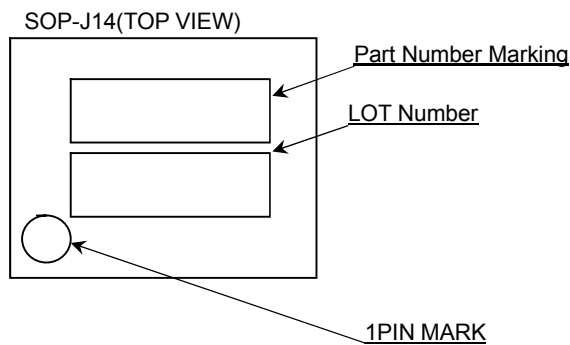 SOP-J14(TOP VIEW)
Part Number Marking
LOT Number
1PIN MARK